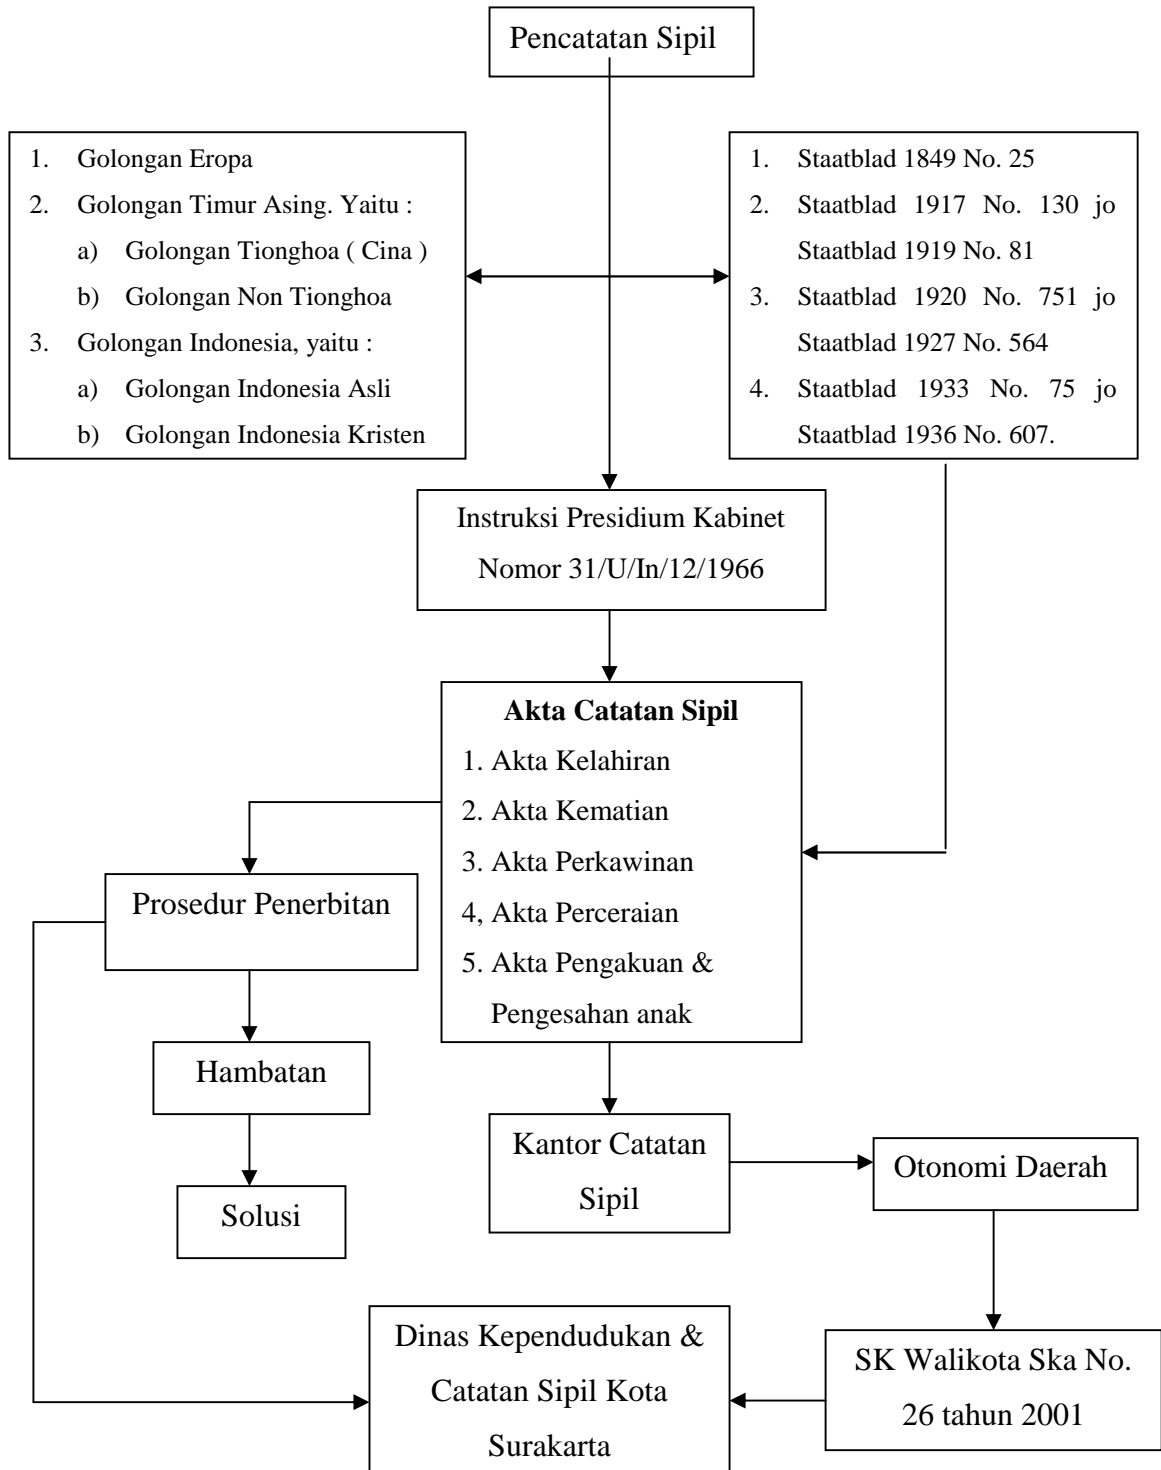 Pencatatan Sipil
1. Golongan Eropa
2. Golongan Timur Asing. Yaitu :
a) Golongan Tionghoa ( Cina )
b) Golongan Non Tionghoa
3. Golongan Indonesia, yaitu :
a) Golongan Indonesia Asli
b) Golongan Indonesia Kristen
1. Staatblad 1849 No. 25
2. Staatblad 1917 No. 130 jo
Staatblad 1919 No. 81
3. Staatblad 1920 No. 751 jo
Staatblad 1927 No. 564
4. Staatblad 1933 No. 75 jo
Staatblad 1936 No. 607.
Instruksi Presidium Kabinet
Nomor 31/U/In/12/1966
Akta Catatan Sipil
1. Akta Kelahiran
2. Akta Kematian
3. Akta Perkawinan
4, Akta Perceraian
5. Akta Pengakuan &
Pengesahan anak
Prosedur Penerbitan
Hambatan
Solusi
Kantor Catatan
Sipil
Otonomi Daerah
SK Walikota Ska No.
26 tahun 2001
Dinas Kependudukan &
Catatan Sipil Kota
Surakarta